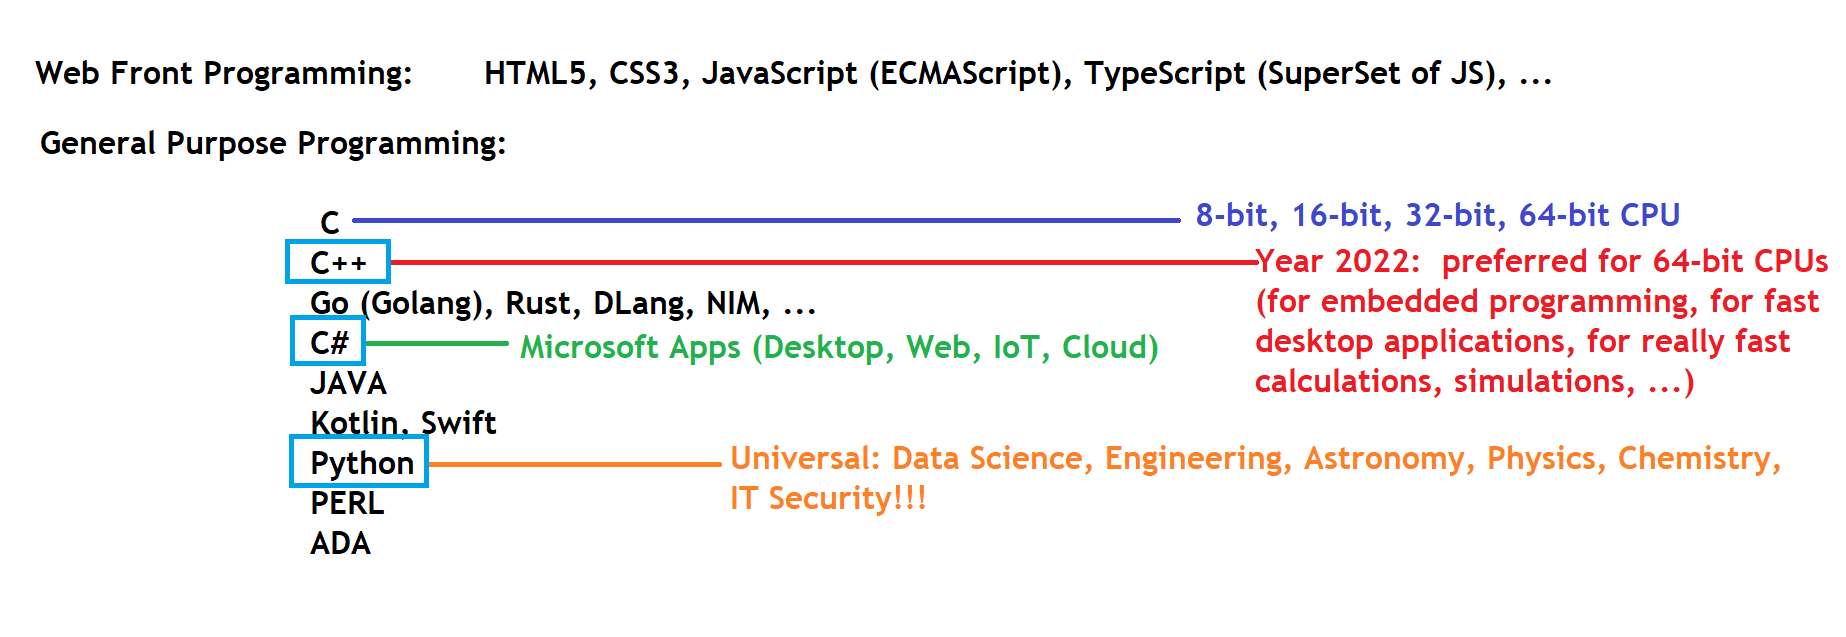 Web Front Programming: HTML5, CSS3, JavaScript (ECMAScript), TypeScript (SuperSet of JS), ...
General Purpose Programming:
C 8-bit, 16-bit, 32-bit, 64-bit CPU
C++ Year 2022: preferred for 64-bit CPUs
(for embedded programming, for fast
desktop applications, for really fast
calculations, simulations, ...)
Go (Golang), Rust, DLang, NIM, ...
C# Microsoft Apps (Desktop, Web, IoT, Cloud)
JAVA
Kotlin, Swift
Python Universal: Data Science, Engineering, Astronomy, Physics, Chemistry,
IT Security!!!
PERL
ADA